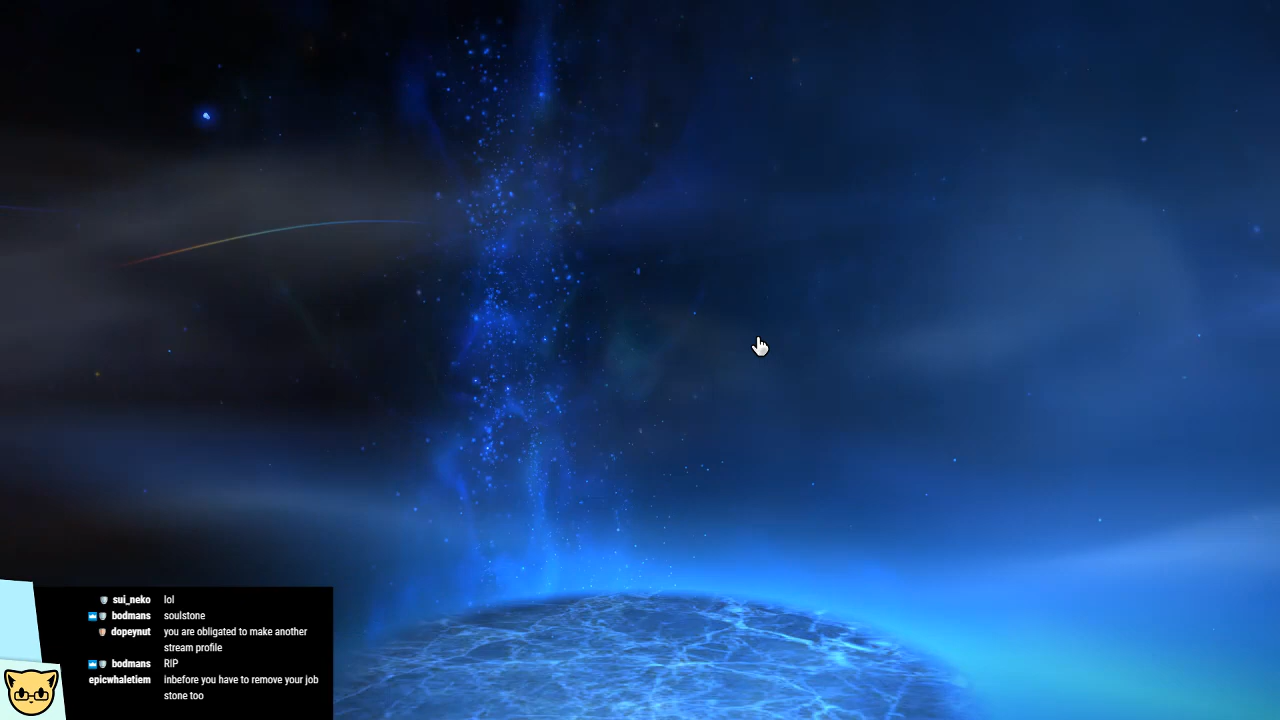 sui_neko lol
bodmans soulstone
dopeynut you are obligated to make another
stream profile
bodmans RIP
epicwhaletiem inbefore you have to remove your job
stone too